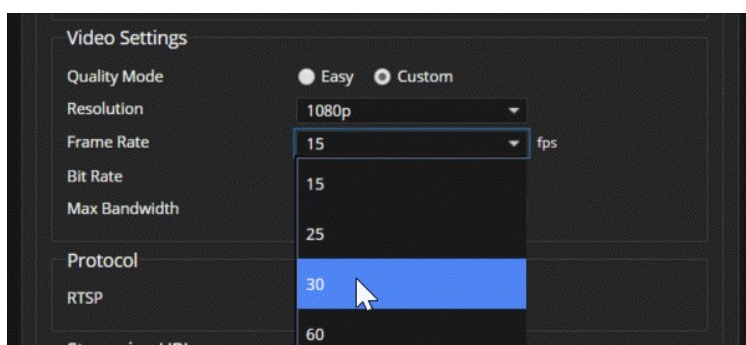 Video Settings
Quality Mode Easy Custom
Resolution 1080p
Frame Rate 15 fps
Bit Rate 15
Max Bandwidth
25
Protocol
30
RTSP
60